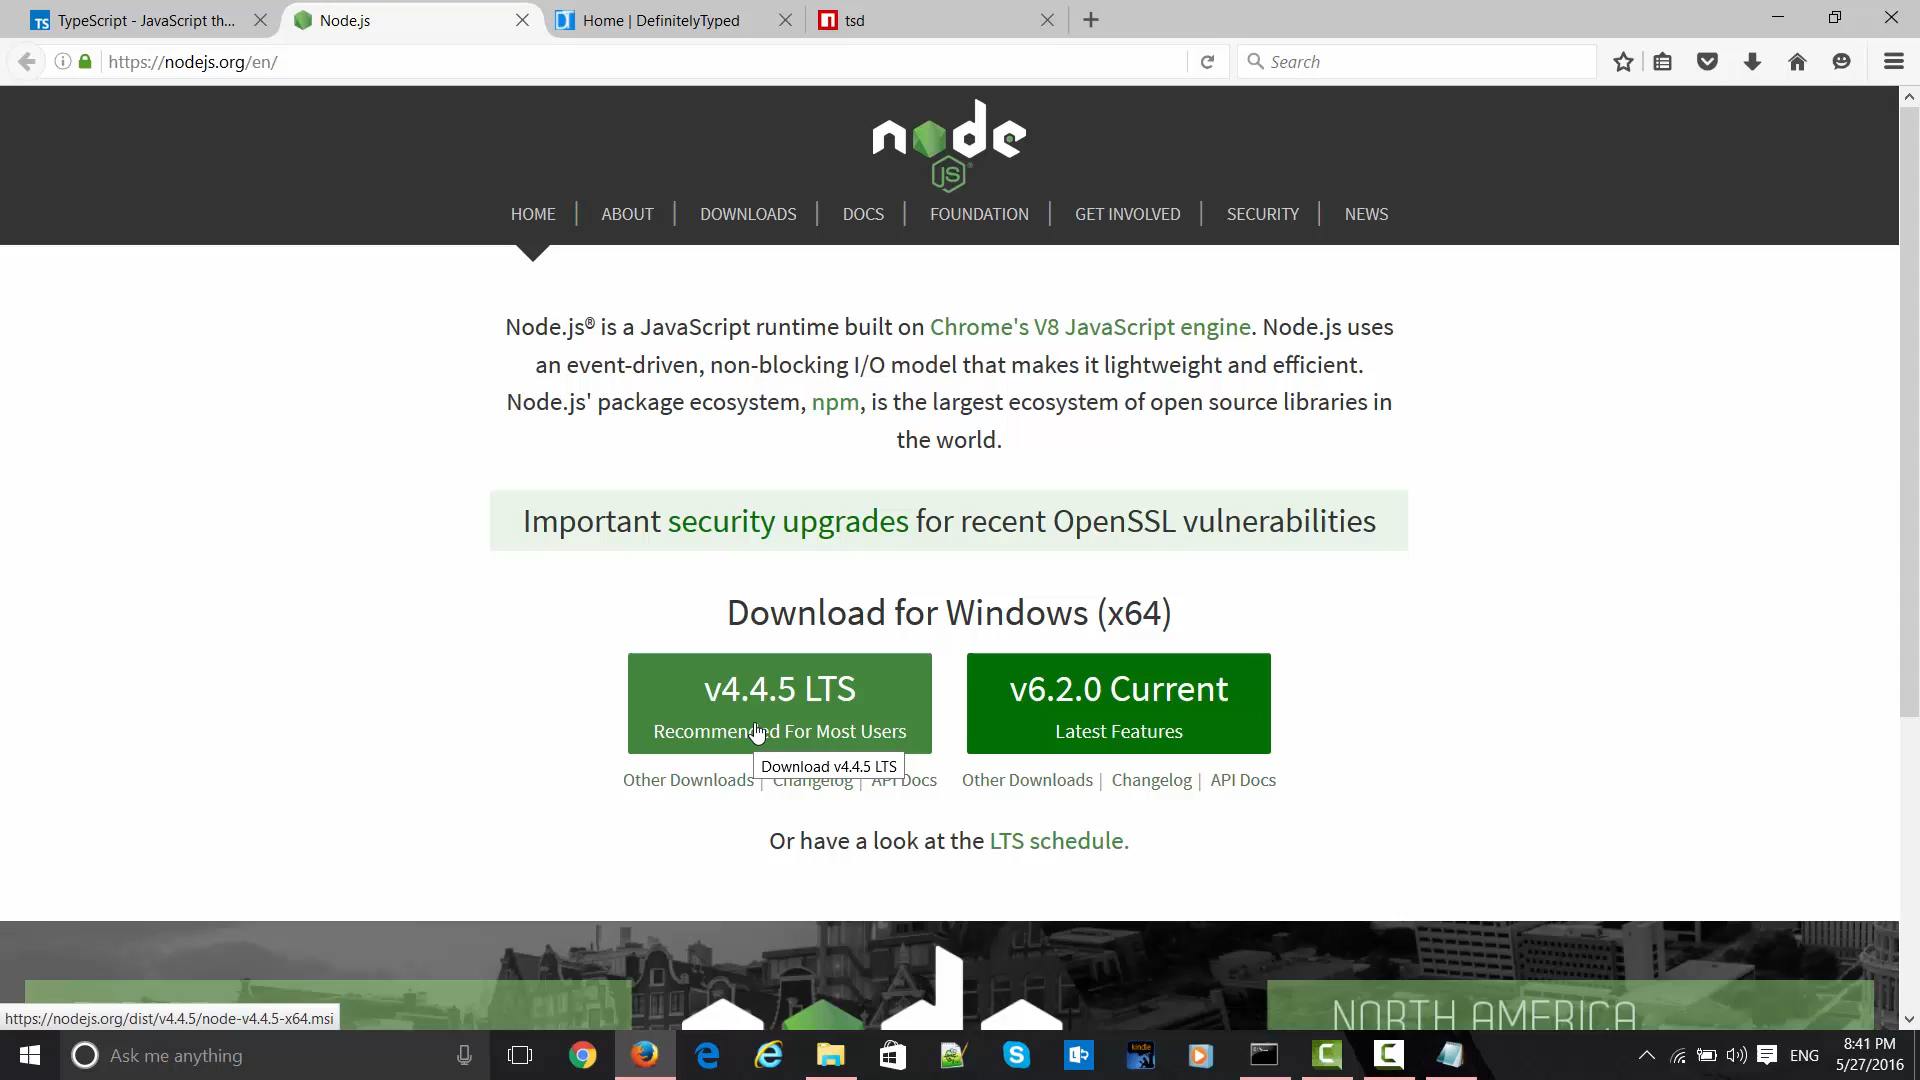 TypeScript - JavaScript th...
Node.js
Home | DefinitelyTyped
tsd
https://nodejs.org/en/
Search
node
JS
HOME
ABOUT
DOWNLOADS
DOCS
FOUNDATION
GET INVOLVED
SECURITY
NEWS
Node.js® is a JavaScript runtime built on Chrome's V8 JavaScript engine. Node.js uses
an event-driven, non-blocking I/O model that makes it lightweight and efficient.
Node.js' package ecosystem, npm, is the largest ecosystem of open source libraries in
the world.
Important security upgrades for recent OpenSSL vulnerabilities
Download for Windows (x64)
v4.4.5 LTS
Recommended For Most Users
v6.2.0 Current
Latest Features
Download v4.4.5 LTS
Other Downloads | Changelog | API Docs
Other Downloads | Changelog | API Docs
Or have a look at the LTS schedule.
NORTH AMERICA
https://nodejs.org/dist/v4.4.5/node-v4.4.5-x64.msi
Ask me anything
ENG
8:41 PM
5/27/2016